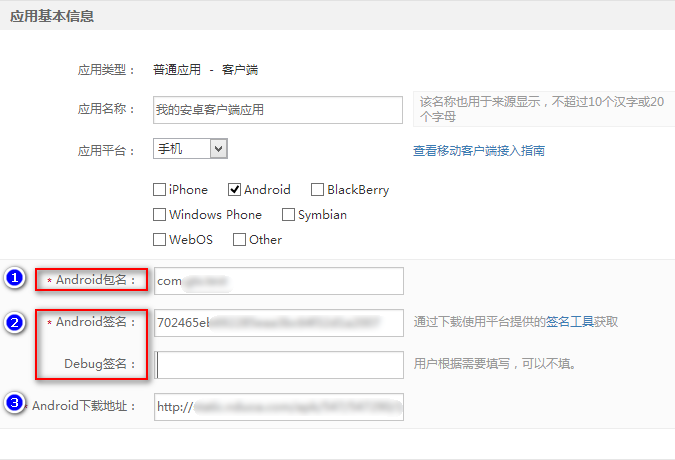 应用基本信息
应用类型： 普通应用 - 客户端
应用名称： 我的安卓客户端应用 该名称也用于来源显示，不超过10个汉字或20
个字母
应用平台： 手机 查看移动客户端接入指南
iPhone Android BlackBerry
Windows Phone Symbian
WebOS Other
1 * Android包名： com
2 * Android签名： 702465e 通过下载使用平台提供的签名工具获取
Debug签名： 用户根据需要填写，可以不填。
3 Android下载地址： http://